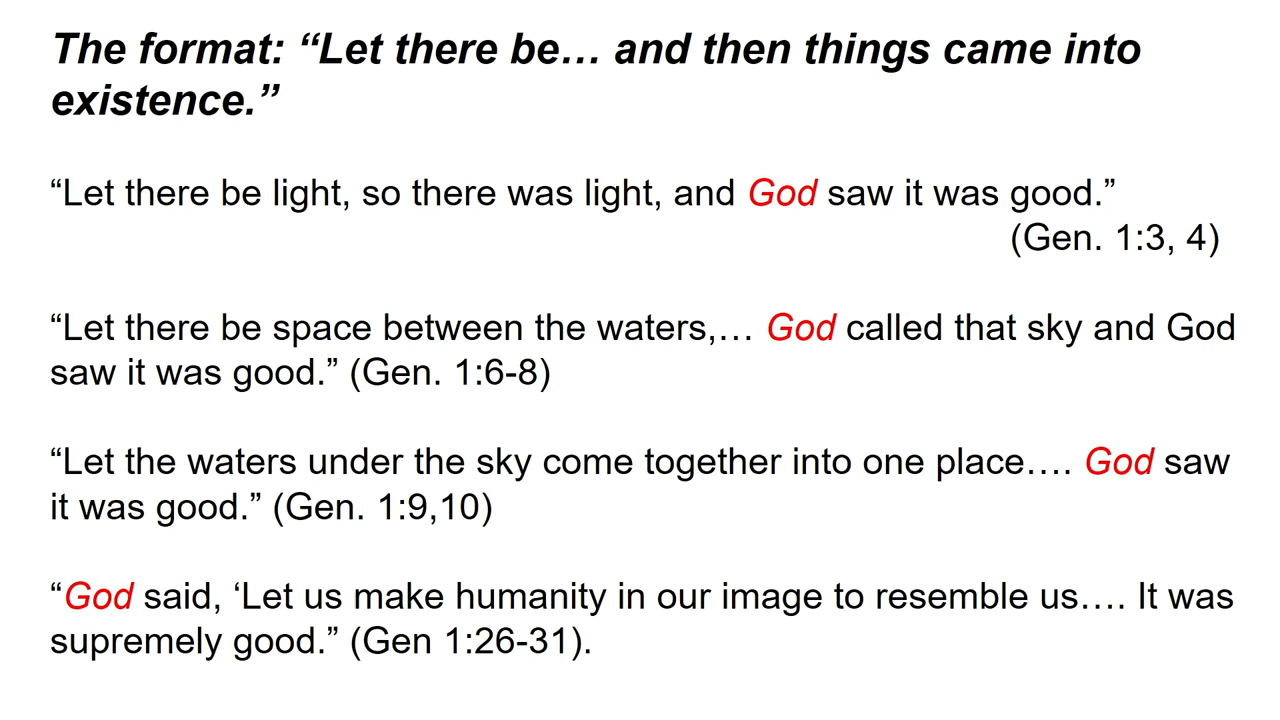 The format: “Let there be… and then things came into
existence.”
“Let there be light, so there was light, and God saw it was good.”
(Gen. 1:3, 4)
“Let there be space between the waters,… God called that sky and God
saw it was good.” (Gen. 1:6-8)
“Let the waters under the sky come together into one place…. God saw
it was good.” (Gen. 1:9,10)
“God said, ‘Let us make humanity in our image to resemble us…. It was
supremely good.” (Gen 1:26-31).